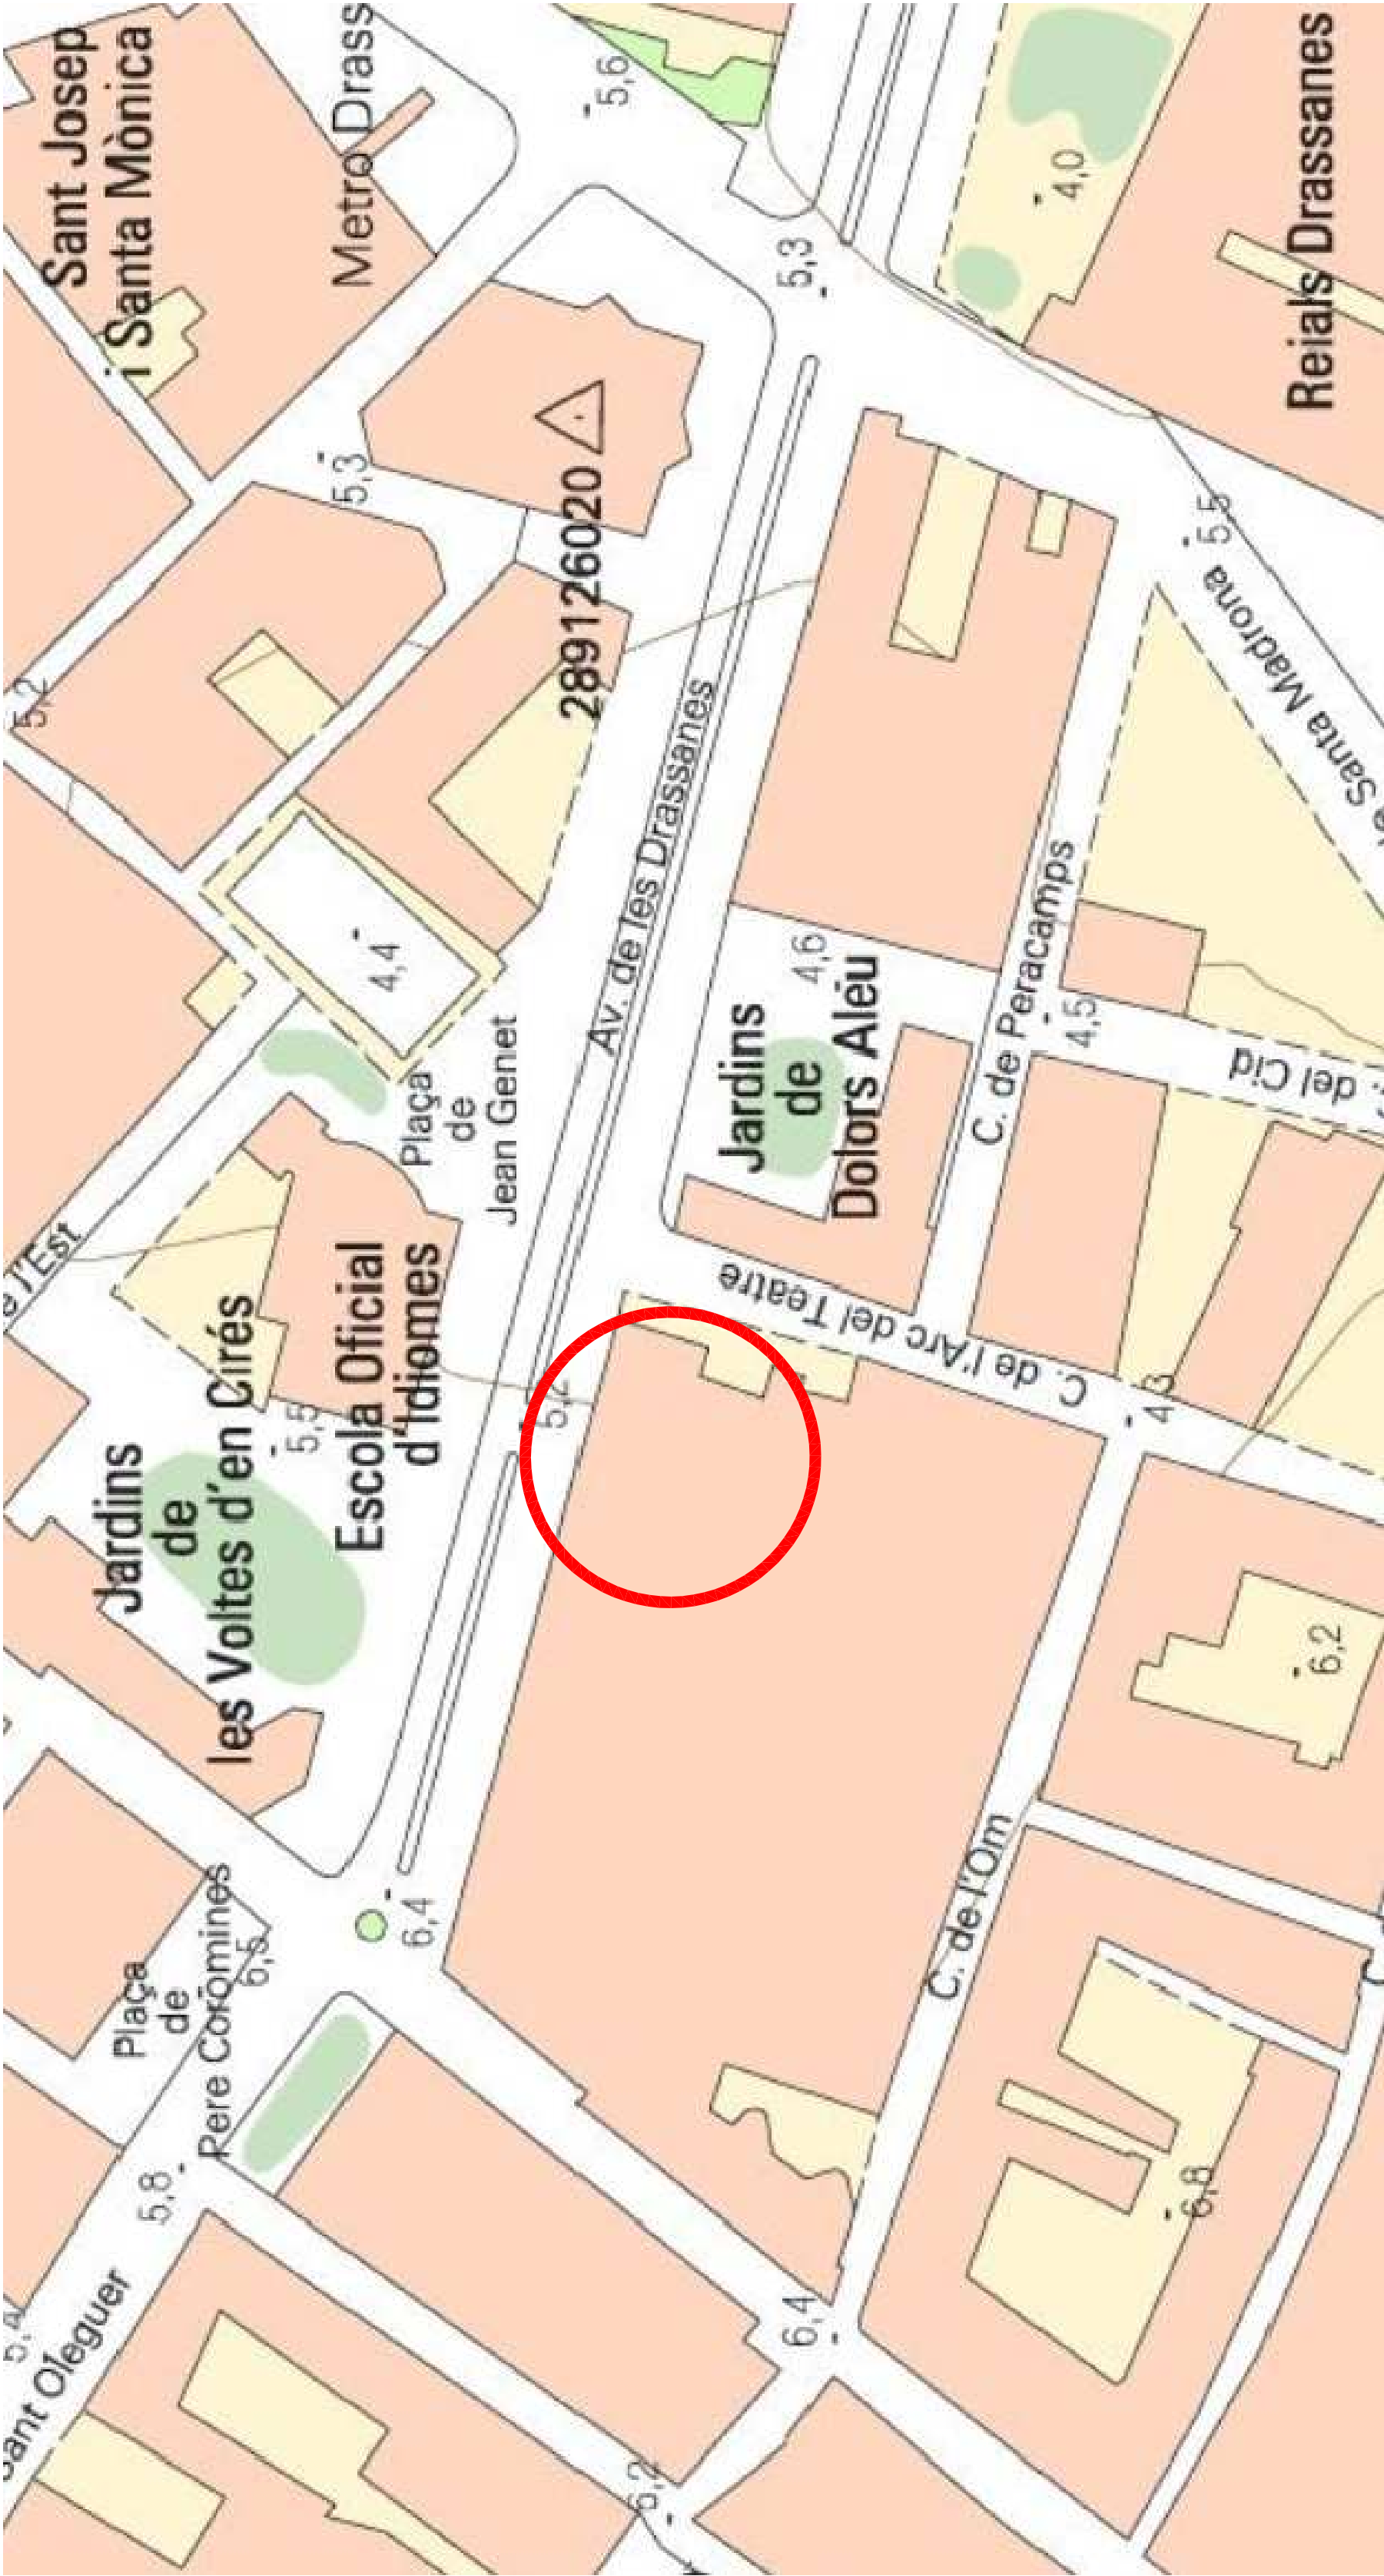 Sant Josep
i Santa Mònica
Metro Drass
5,6
5,3
4,0
Reials Drassanes
5,3
289126020
5,2
5,5
Santa Madrona
Av. de les Drassanes
4,4
Plaça
de
Jean Genet
Jardins
de
Dolors Aleu
4,6
C. de Peracamps
4,5
del Cid
l'Est
Escola Oficial
d'Idiomes
5,5
Jardins
de
les Voltes d'en Cirés
5,2
C. de l'Arc del Teatre
4,3
6,2
C. de l'Om
6,4
Plaça
de
Pere Coromines
6,5
5,8
Sant Oleguer
6,4
6,8
6,2